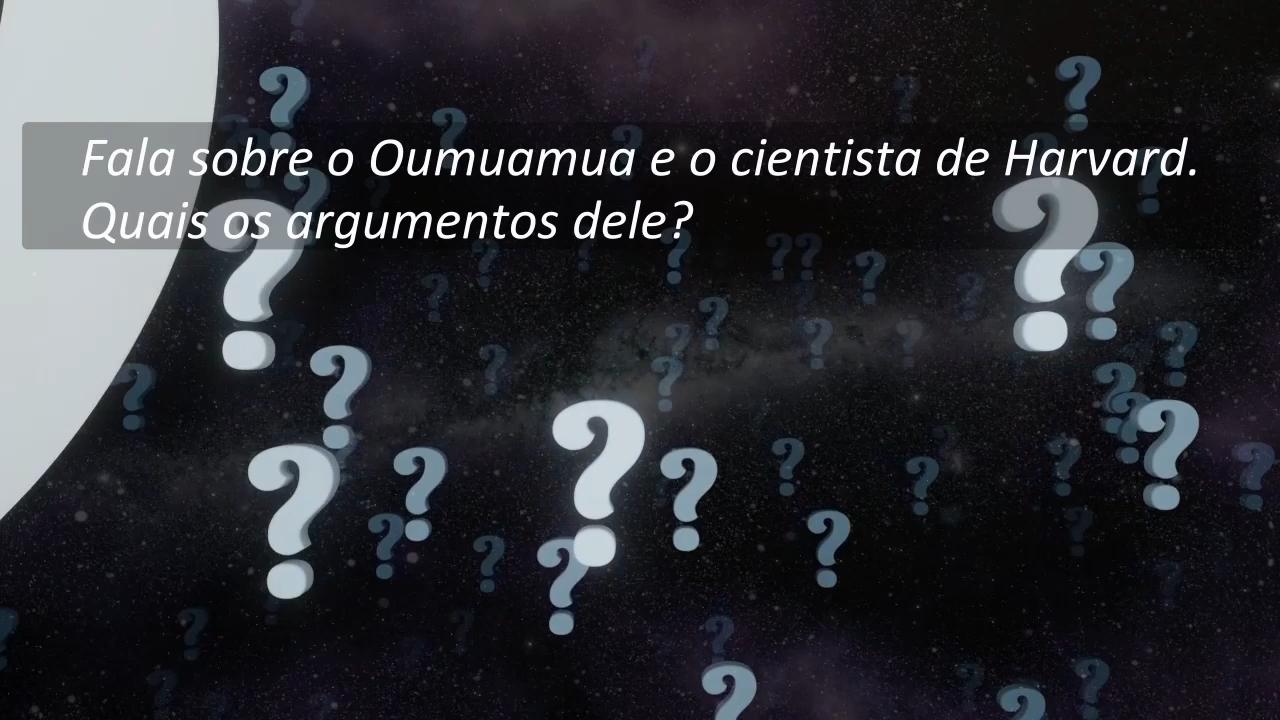 Fala sobre o Oumuamua e o cientista de Harvard.
Quais os argumentos dele?